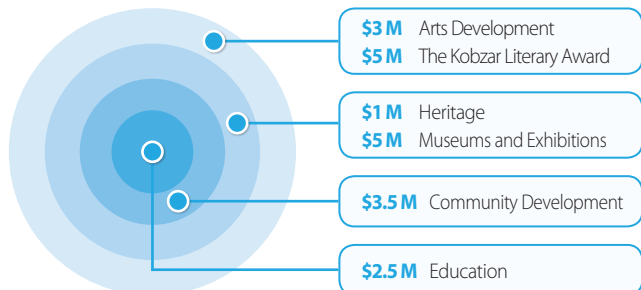 $3 M Arts Development
$5 M The Kobzar Literary Award
$1 M Heritage
$5 M Museums and Exhibitions
$3.5 M Community Development
$2.5 M Education